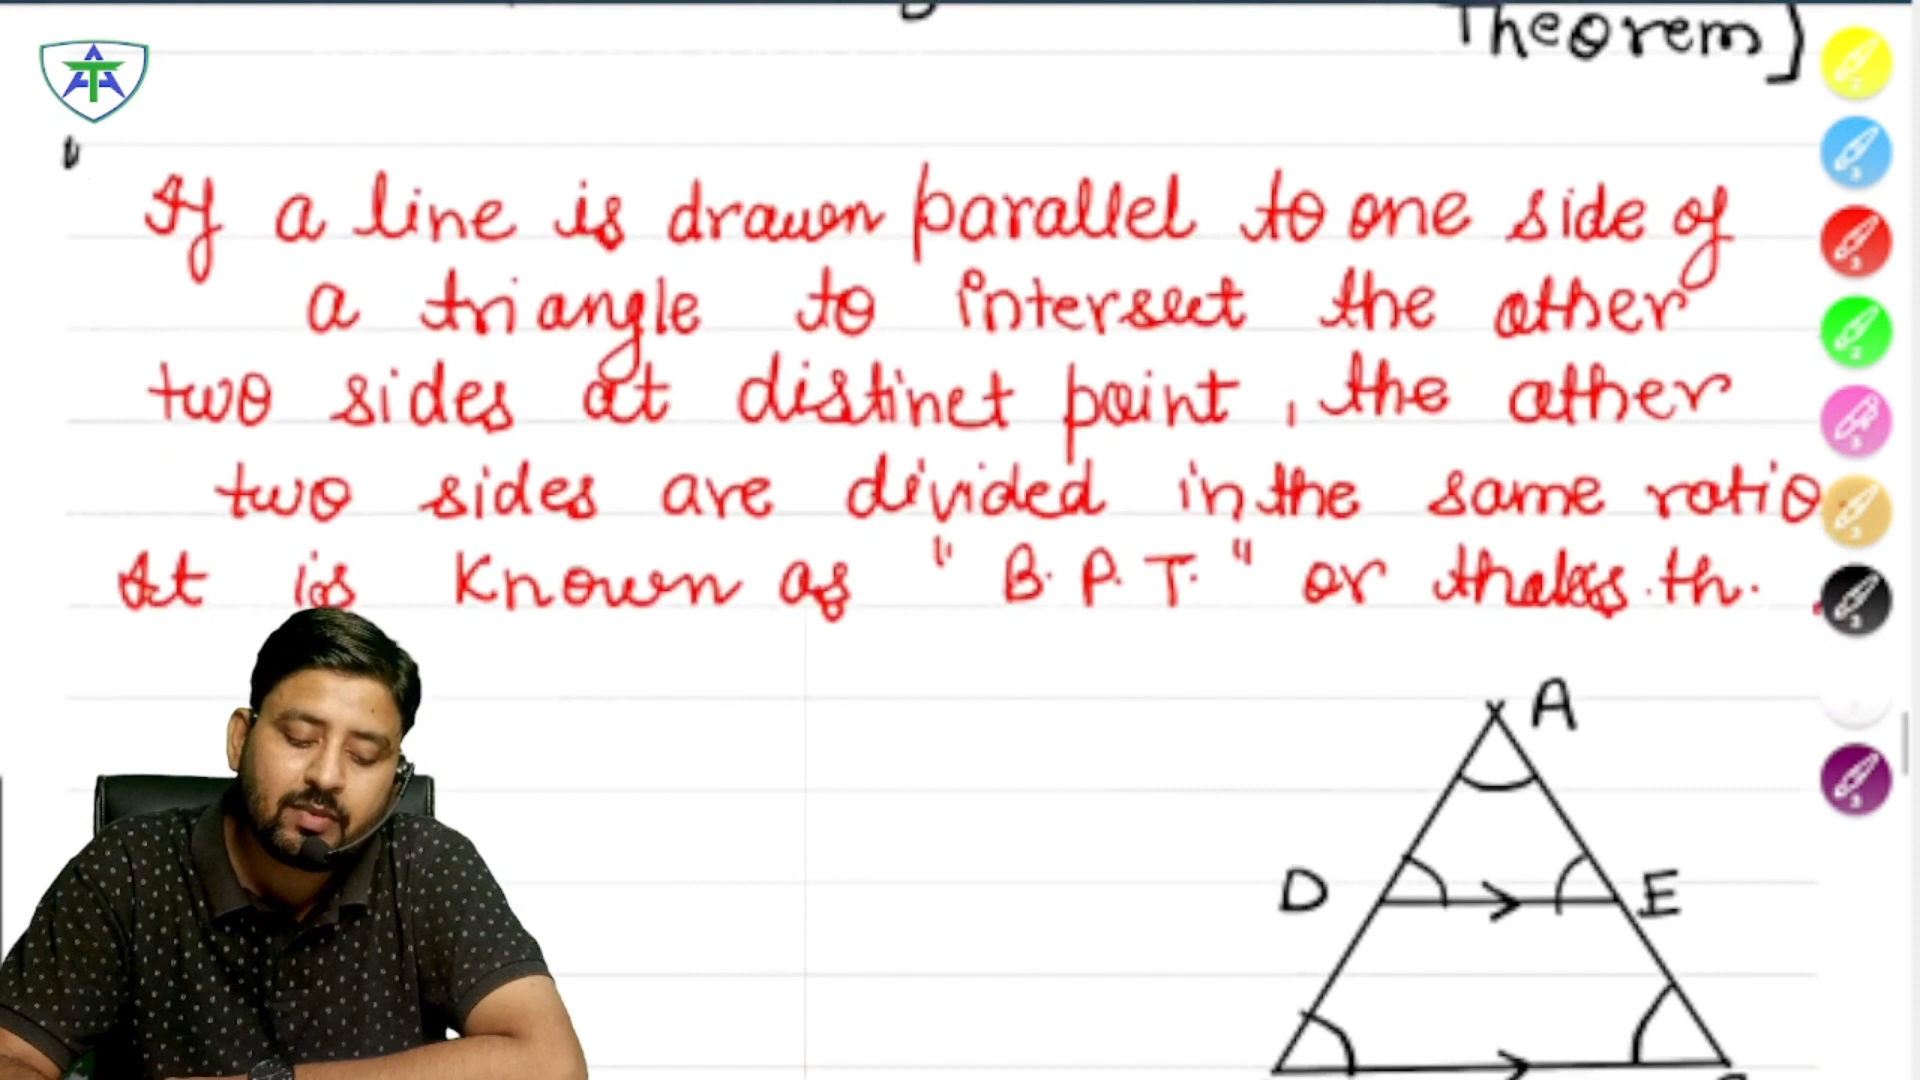 Theorem]
If a line is drawn parallel to one side of
a triangle to intersect the other
two sides at distinct point, the other
two sides are divided in the same ratio
It is known as "B.P.T." or thales th.
A
D E